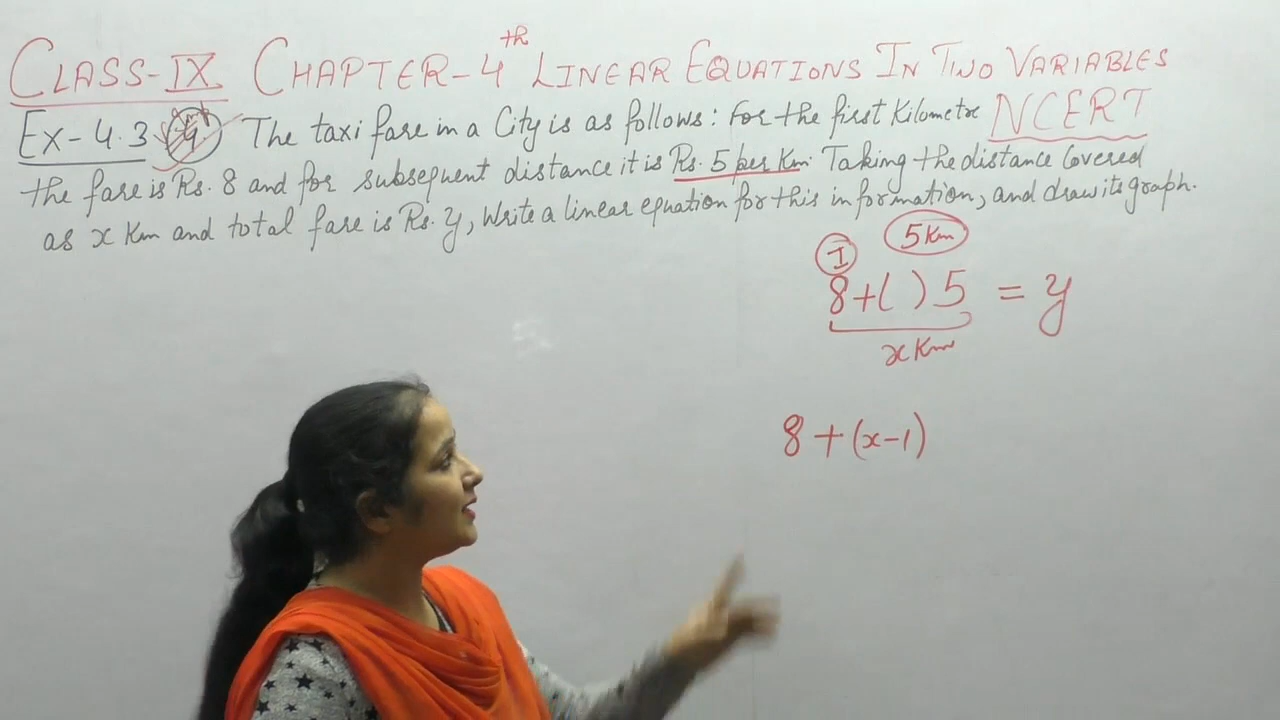 CLASS-IX CHAPTER-4th LINEAR EQUATIONS IN TWO VARIABLES
Ex-4.3 The taxi fare in a City is as follows: For the first Kilometre NCERT
the fare is Rs. 8 and for subsequent distance it is Rs. 5 per Km. Taking the distance Covered
as x Km and total fare is Rs. y, Write a linear equation for this information, and draw its graph.
I 5Km
8+( ) 5 = y
x Km
8+(x-1)